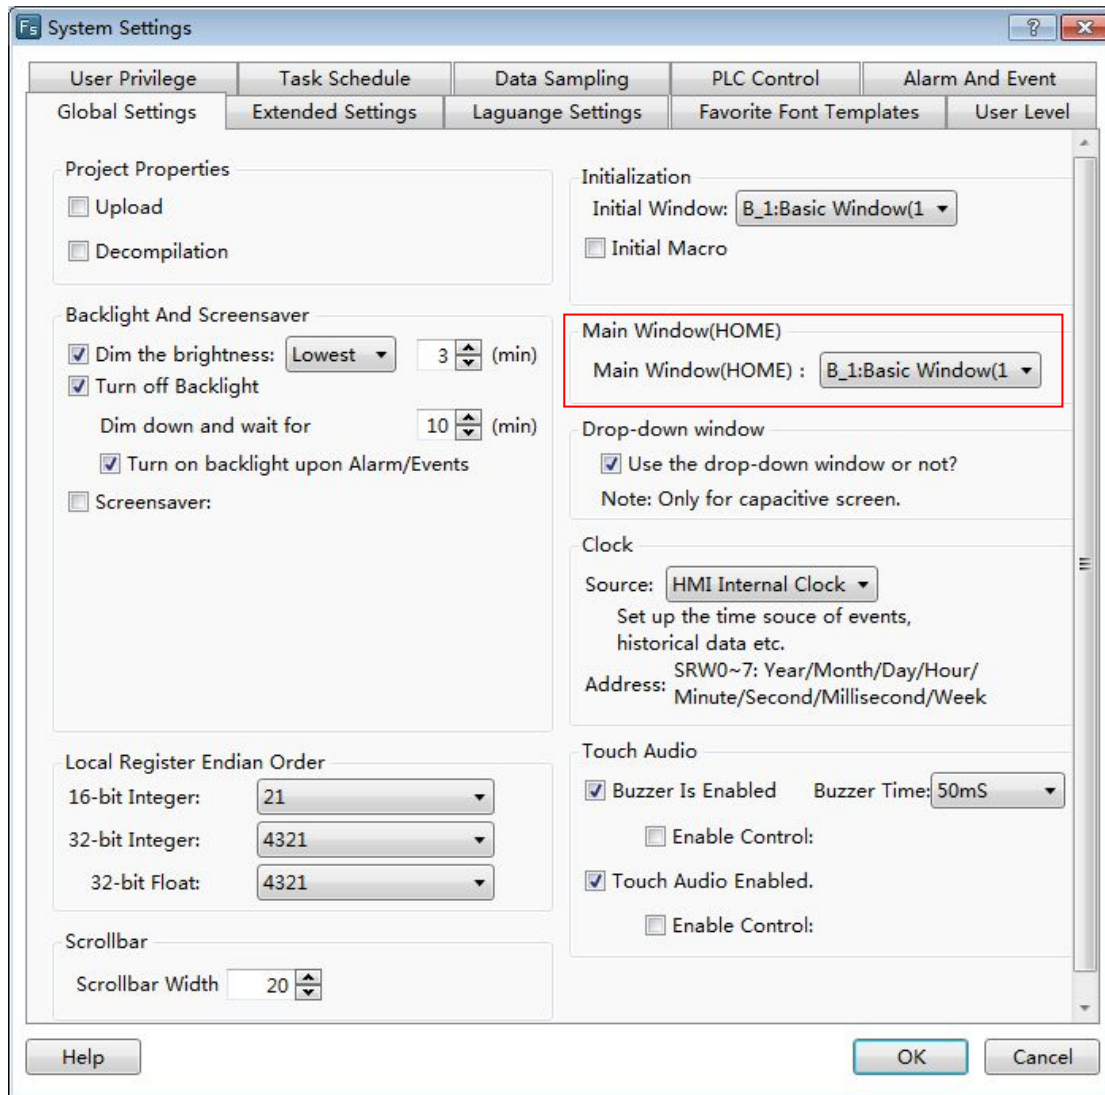 Fs System Settings
User Privilege Task Schedule Data Sampling PLC Control Alarm And Event
Global Settings Extended Settings Laguange Settings Favorite Font Templates User Level
Project Properties
Upload
Decompilation
Backlight And Screensaver
Dim the brightness: Lowest 3 (min)
Turn off Backlight
Dim down and wait for 10 (min)
Turn on backlight upon Alarm/Events
Screensaver:
Local Register Endian Order
16-bit Integer: 21
32-bit Integer: 4321
32-bit Float: 4321
Scrollbar
Scrollbar Width 20
Initialization
Initial Window: B_1:Basic Window(1
Initial Macro
Main Window(HOME)
Main Window(HOME) : B_1:Basic Window(1
Drop-down window
Use the drop-down window or not?
Note: Only for capacitive screen.
Clock
Source: HMI Internal Clock
Set up the time souce of events,
historical data etc.
Address: SRW0~7: Year/Month/Day/Hour/
Minute/Second/Millisecond/Week
Touch Audio
Buzzer Is Enabled Buzzer Time: 50mS
Enable Control:
Touch Audio Enabled.
Enable Control:
Help OK Cancel